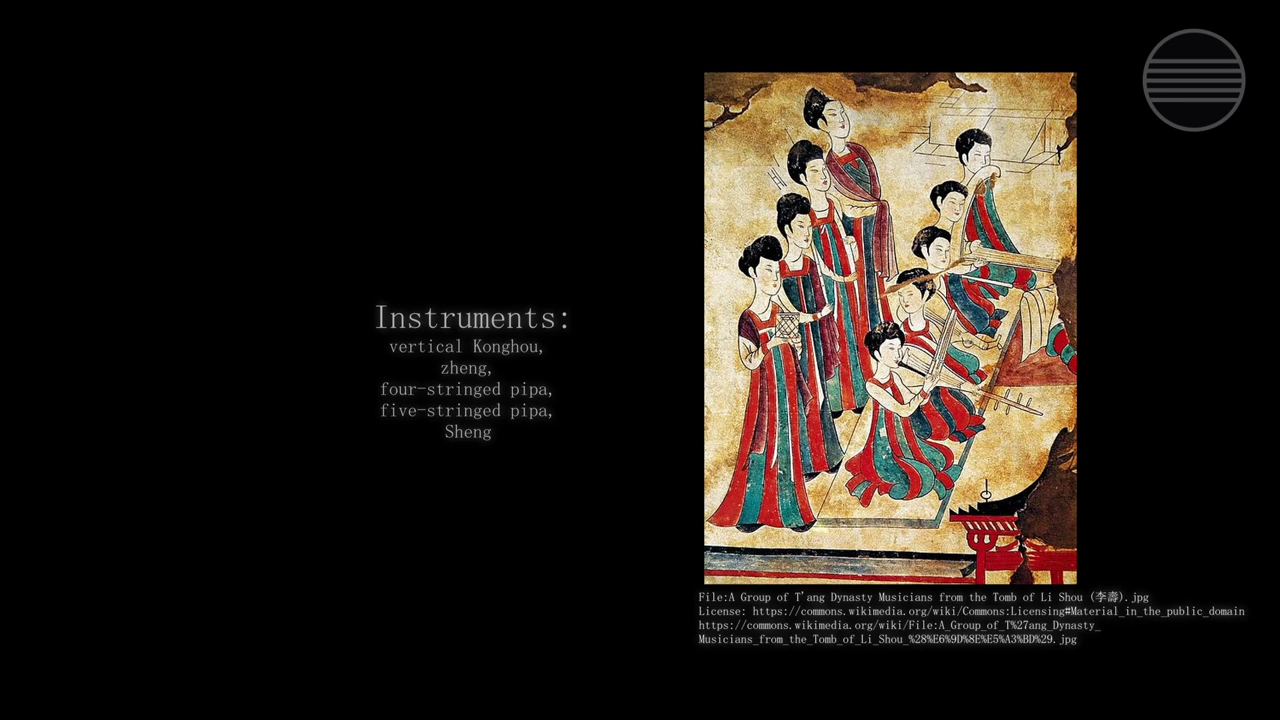 Instruments:
vertical Konghou,
zheng,
four-stringed pipa,
five-stringed pipa,
Sheng
File:A Group of T'ang Dynasty Musicians from the Tomb of Li Shou (李壽).jpg
License: https://commons.wikimedia.org/wiki/Commons:Licensing#Material_in_the_public_domain
https://commons.wikimedia.org/wiki/File:A_Group_of_T%27ang_Dynasty_
Musicians_from_the_Tomb_of_Li_Shou_%28%E6%9D%8E%E5%A3%BD%29.jpg